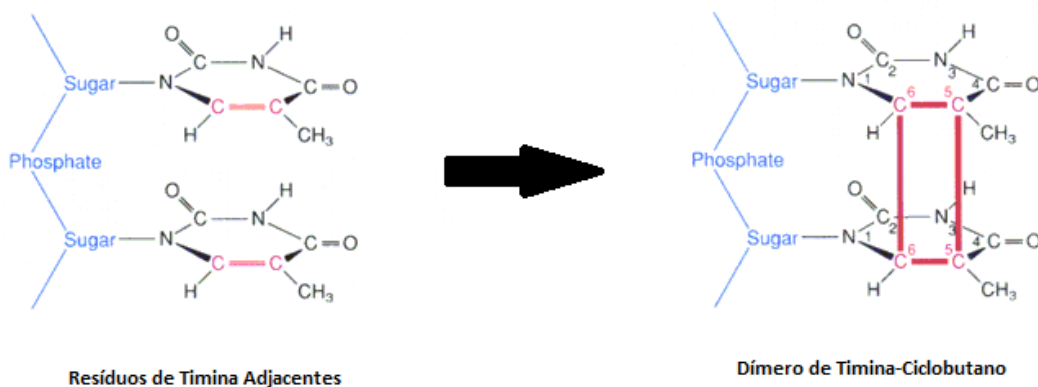 O H
C N
Sugar N C O
C C
H CH₃
Phosphate
O H
C N
Sugar N C O
C C
H CH₃
Resíduos de Timina Adjacentes
O H
C 2 N 3
Sugar N 1 6 5 4 C O
C C
H CH₃
Phosphate
O H
C 2 N 3
Sugar N 1 6 5 4 C O
C C
H CH₃
Dímero de Timina-Ciclobutano